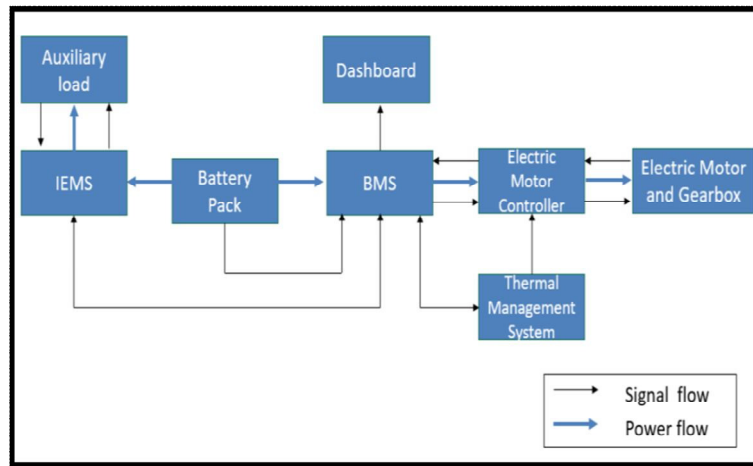 Auxiliary
load
Dashboard
IEMS
Battery
Pack
BMS
Electric
Motor
Controller
Electric Motor
and Gearbox
Thermal
Management
System
Signal flow
Power flow